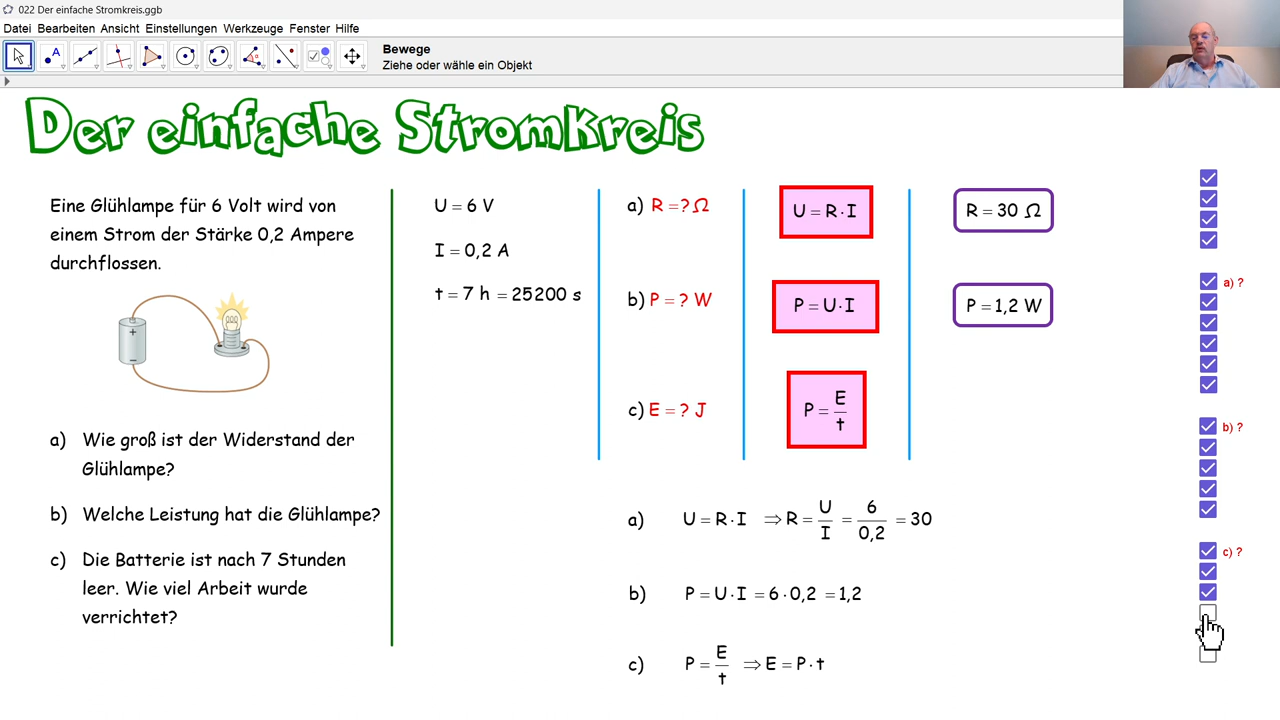 022 Der einfache Stromkreis.ggb
Datei Bearbeiten Ansicht Einstellungen Werkzeuge Fenster Hilfe
A
Bewege
Ziehe oder wähle ein Objekt
Der einfache Stromkreis
Eine Glühlampe für 6 Volt wird von
einem Strom der Stärke 0,2 Ampere
durchflossen.
+
−
a) Wie groß ist der Widerstand der
Glühlampe?
b) Welche Leistung hat die Glühlampe?
c) Die Batterie ist nach 7 Stunden
leer. Wie viel Arbeit wurde
verrichtet?
U = 6 V
I = 0,2 A
t = 7 h = 25200 s
a) R = ? Ω
U = R · I
R = 30 Ω
b) P = ? W
P = U · I
P = 1,2 W
c) E = ? J
P = E / t
a) U = R · I ⇒ R = U / I = 6 / 0,2 = 30
b) P = U · I = 6 · 0,2 = 1,2
c) P = E / t ⇒ E = P · t
a) ?
b) ?
c) ?